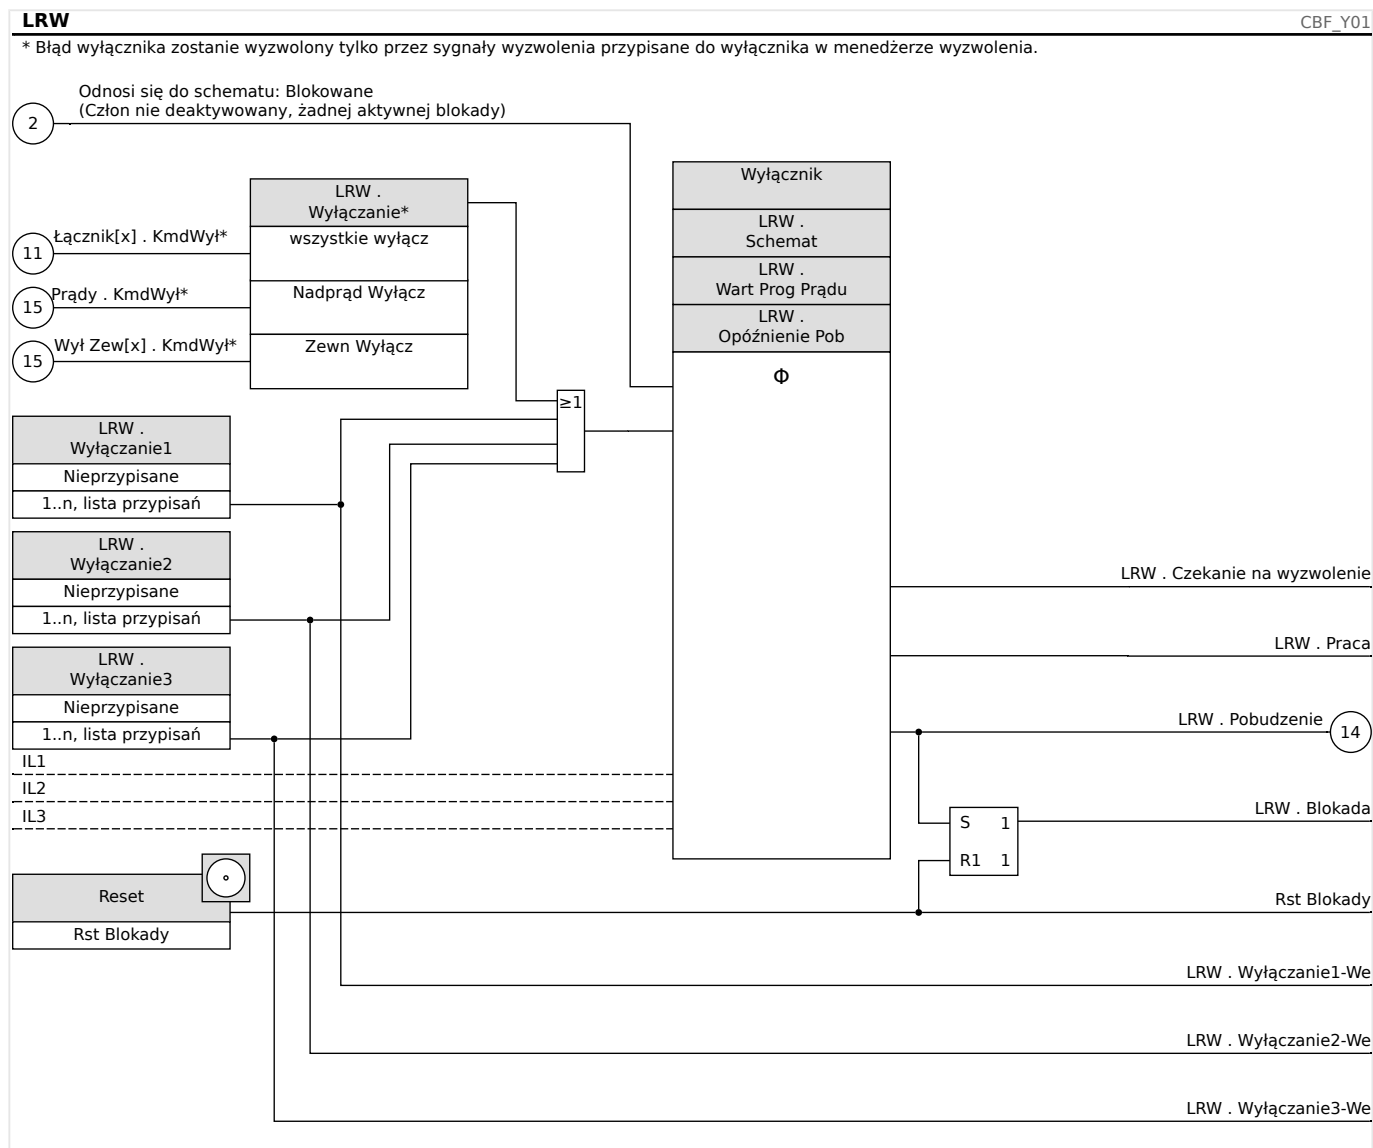 LRW
CBF_Y01
* Błąd wyłącznika zostanie wyzwolony tylko przez sygnały wyzwolenia przypisane do wyłącznika w menedżerze wyzwolenia.
Odnosi się do schematu: Blokowane
(Człon nie deaktywowany, żadnej aktywnej blokady)
2
Wyłącznik
LRW .
Schemat
LRW .
Wart Prog Prądu
LRW .
Opóźnienie Pob
Φ
LRW .
Wyłączanie*
wszystkie wyłącz
Nadprąd Wyłącz
Zewn Wyłącz
11
Łącznik[x] . KmdWył*
15
Prądy . KmdWył*
15
Wył Zew[x] . KmdWył*
≥1
LRW .
Wyłączanie1
Nieprzypisane
1..n, lista przypisań
LRW .
Wyłączanie2
Nieprzypisane
1..n, lista przypisań
LRW .
Wyłączanie3
Nieprzypisane
1..n, lista przypisań
IL1
IL2
IL3
LRW . Czekanie na wyzwolenie
LRW . Praca
LRW . Pobudzenie
14
S 1
R1 1
LRW . Blokada
Reset
Rst Blokady
Rst Blokady
LRW . Wyłączanie1-We
LRW . Wyłączanie2-We
LRW . Wyłączanie3-We